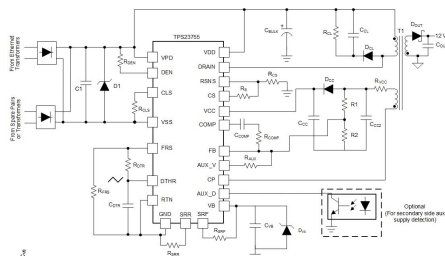 TPS23755
From Ethernet
Transformers
From Spare Pairs
or Transformers
C1
D1
RDEN
RCLS
VPD
DEN
CLS
VSS
FRS
DTHR
RTN
GND
SRR
SRF
VDD
DRAIN
RSNS
CS
VCC
COMP
FB
AUX_V
CP
AUX_D
VB
RDTR
CDTR
RFRS
RSRR
RSRF
CBULK
RCL
CCL
DCL
T1
DOUT
12 V
RS
RCS
DCC
RVCC
R1
R2
CCC
CCC2
CCOMP
RCOMP
RAUX
CVB
Optional
(For secondary side aux
supply detection)